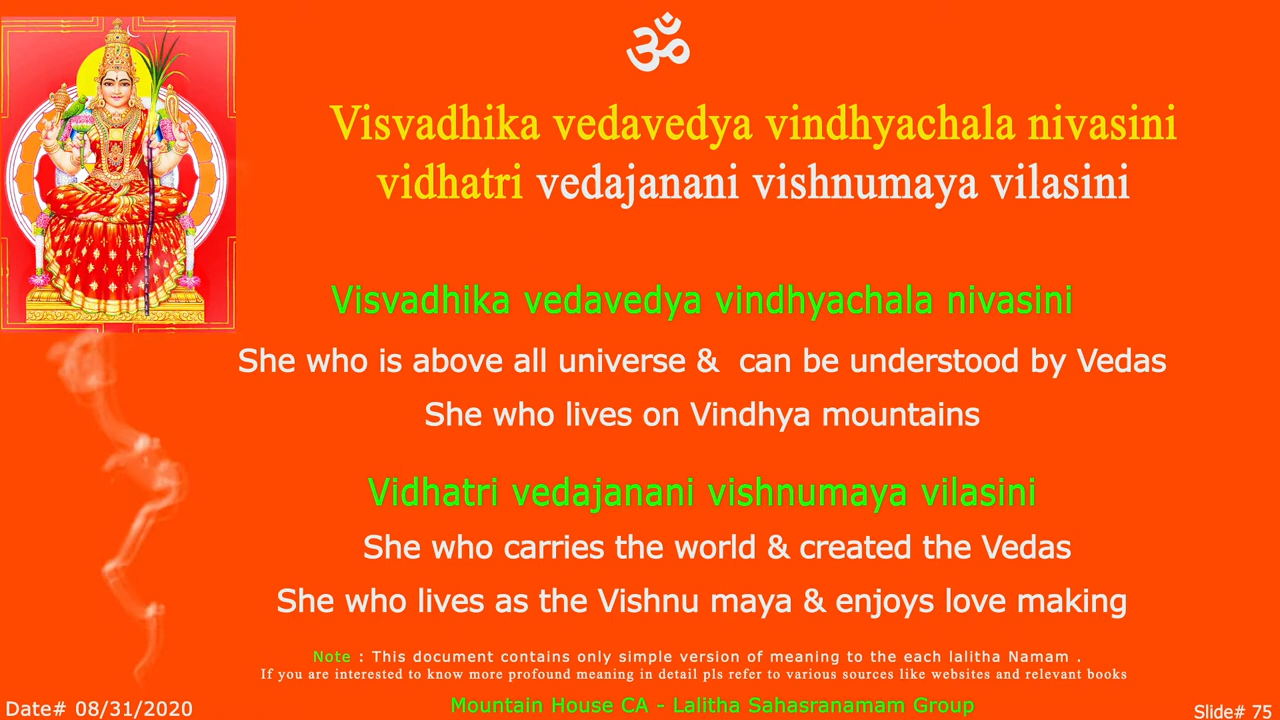 ॐ
Visvadhika vedavedya vindhyachala nivasini
vidhatri vedajanani vishnumaya vilasini
Visvadhika vedavedya vindhyachala nivasini
She who is above all universe & can be understood by Vedas
She who lives on Vindhya mountains
Vidhatri vedajanani vishnumaya vilasini
She who carries the world & created the Vedas
She who lives as the Vishnu maya & enjoys love making
Note : This document contains only simple version of meaning to the each lalitha Namam .
If you are interested to know more profound meaning in detail pls refer to various sources like websites and relevant books
Mountain House CA - Lalitha Sahasranamam Group
Date# 08/31/2020
Slide# 75